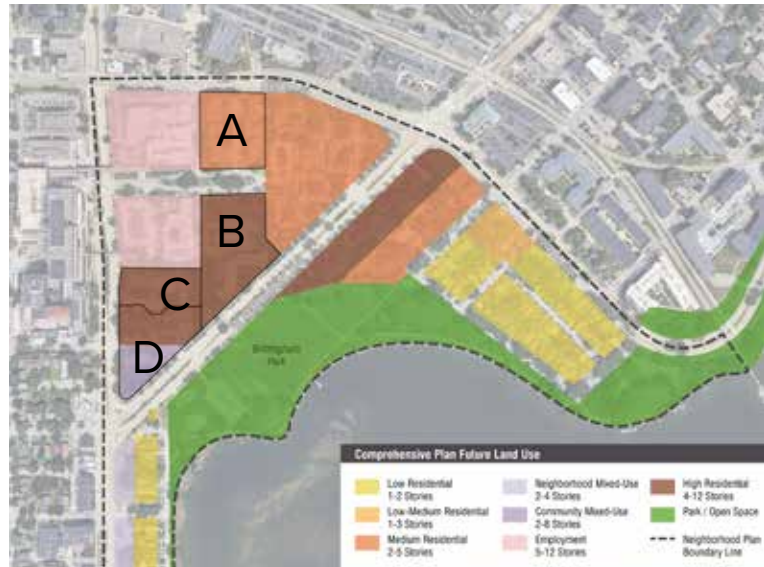 A
B
C
D
Brittingham
Park
Comprehensive Plan Future Land Use
Low Residential
1-2 Stories
Low-Medium Residential
1-3 Stories
Medium Residential
2-5 Stories
Neighborhood Mixed-Use
2-4 Stories
Community Mixed-Use
2-8 Stories
Employment
5-12 Stories
High Residential
4-12 Stories
Park / Open Space
Neighborhood Plan
Boundary Line